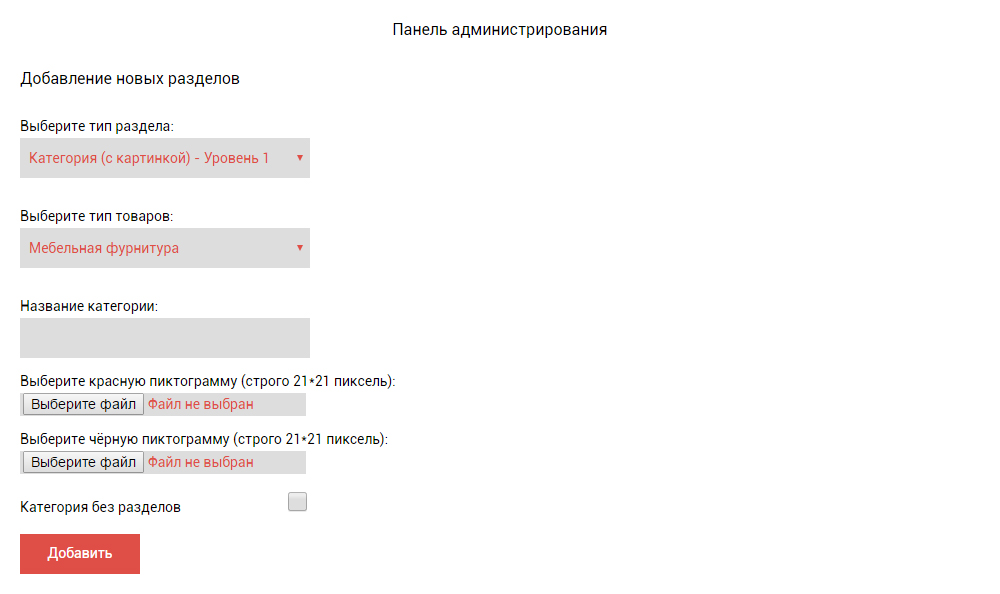 Панель администрирования
Добавление новых разделов
Выберите тип раздела:
Категория (с картинкой) - Уровень 1
Выберите тип товаров:
Мебельная фурнитура
Название категории:
Выберите красную пиктограмму (строго 21*21 пиксель):
Выберите файл Файл не выбран
Выберите чёрную пиктограмму (строго 21*21 пиксель):
Выберите файл Файл не выбран
Категория без разделов
Добавить